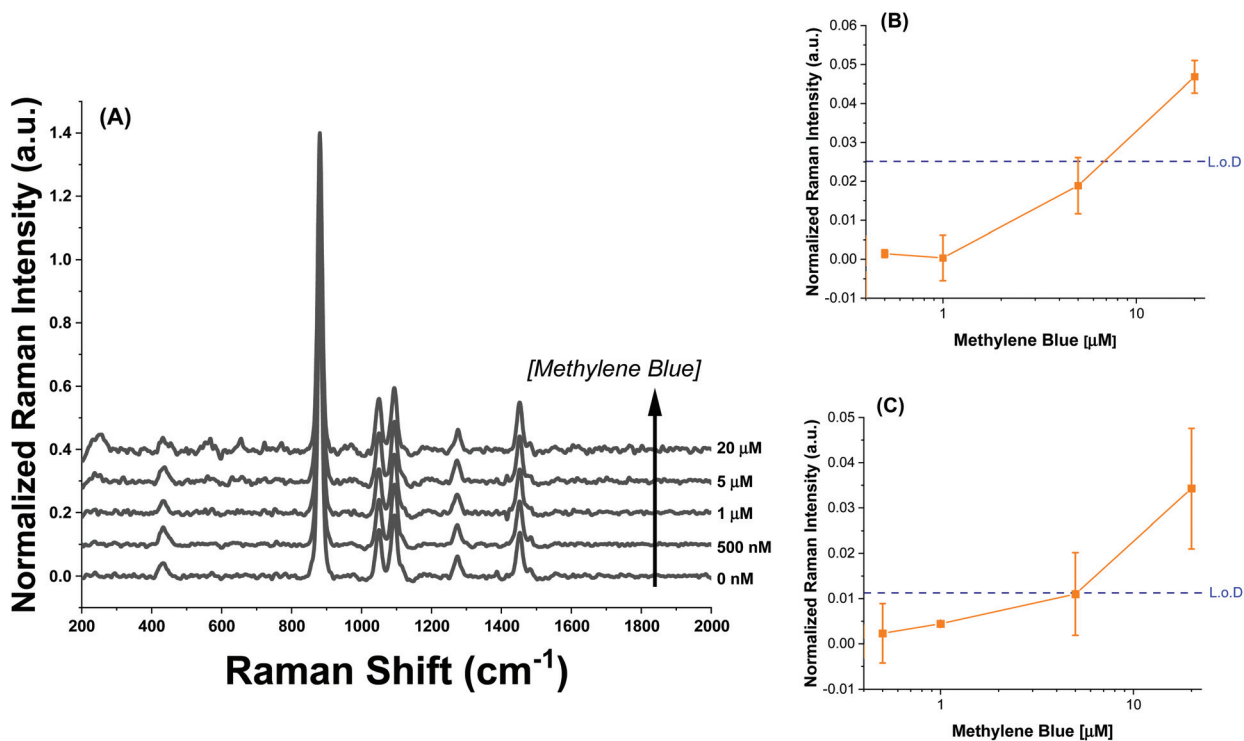 (A)
Normalized Raman Intensity (a.u.)
1.4
1.2
1.0
0.8
0.6
0.4
0.2
0.0
[Methylene Blue]
20 μM
5 μM
1 μM
500 nM
0 nM
200 400 600 800 1000 1200 1400 1600 1800 2000
Raman Shift (cm-1)
(B)
Normalized Raman Intensity (a.u.)
0.06
0.05
0.04
0.03
0.02
0.01
0.00
-0.01
L.o.D
1 10
Methylene Blue [μM]
(C)
Normalized Raman Intensity (a.u.)
0.05
0.04
0.03
0.02
0.01
0.00
-0.01
L.o.D
1 10
Methylene Blue [μM]